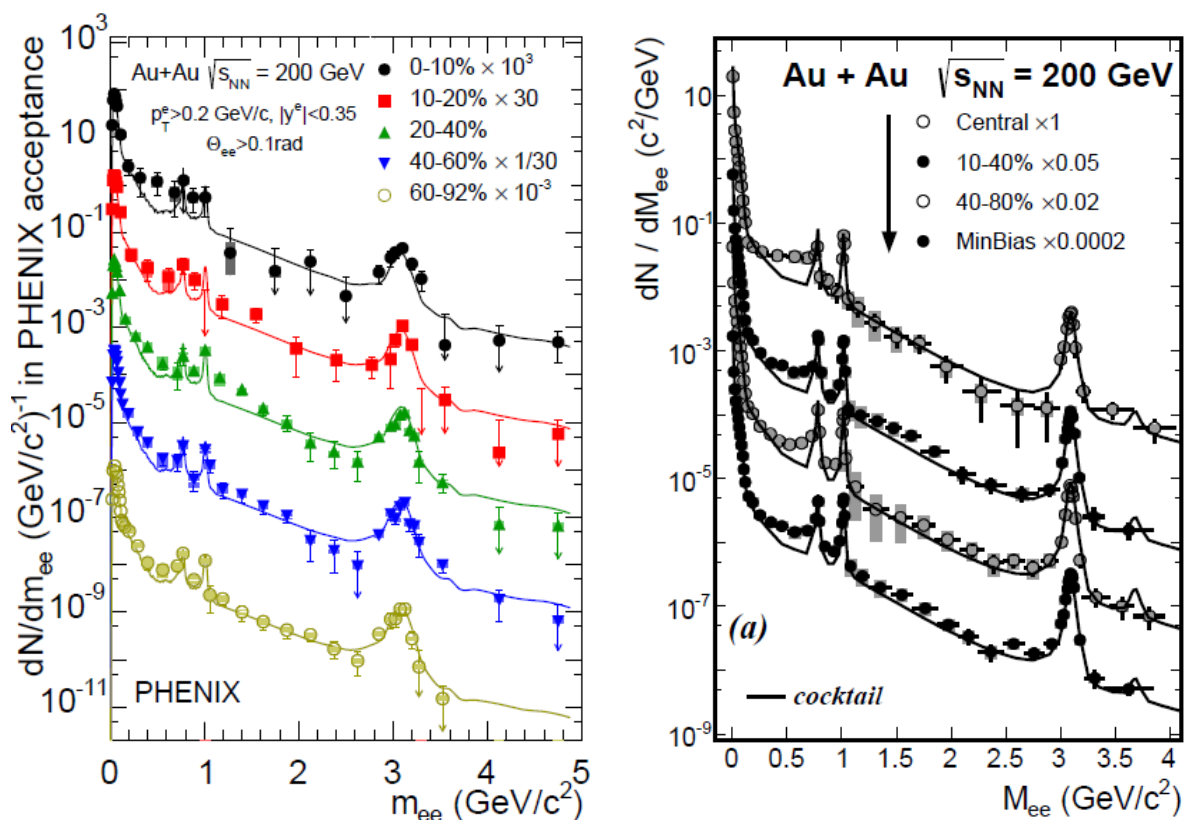 dN/dm_ee (GeV/c²)⁻¹ in PHENIX acceptance
10³
10
10⁻¹
10⁻³
10⁻⁵
10⁻⁷
10⁻⁹
10⁻¹¹
Au+Au √s_NN = 200 GeV
p_T^e>0.2 GeV/c, |y^e|<0.35
Θ_ee>0.1rad
0-10% × 10³
10-20% × 30
20-40%
40-60% × 1/30
60-92% × 10⁻³
PHENIX
0 1 2 3 4 5
m_ee (GeV/c²)
dN / dM_ee (c²/GeV)
10
10⁻¹
10⁻³
10⁻⁵
10⁻⁷
10⁻⁹
Au + Au √s_NN = 200 GeV
Central ×1
10-40% ×0.05
40-80% ×0.02
MinBias ×0.0002
(a)
cocktail
0 0.5 1 1.5 2 2.5 3 3.5 4
M_ee (GeV/c²)